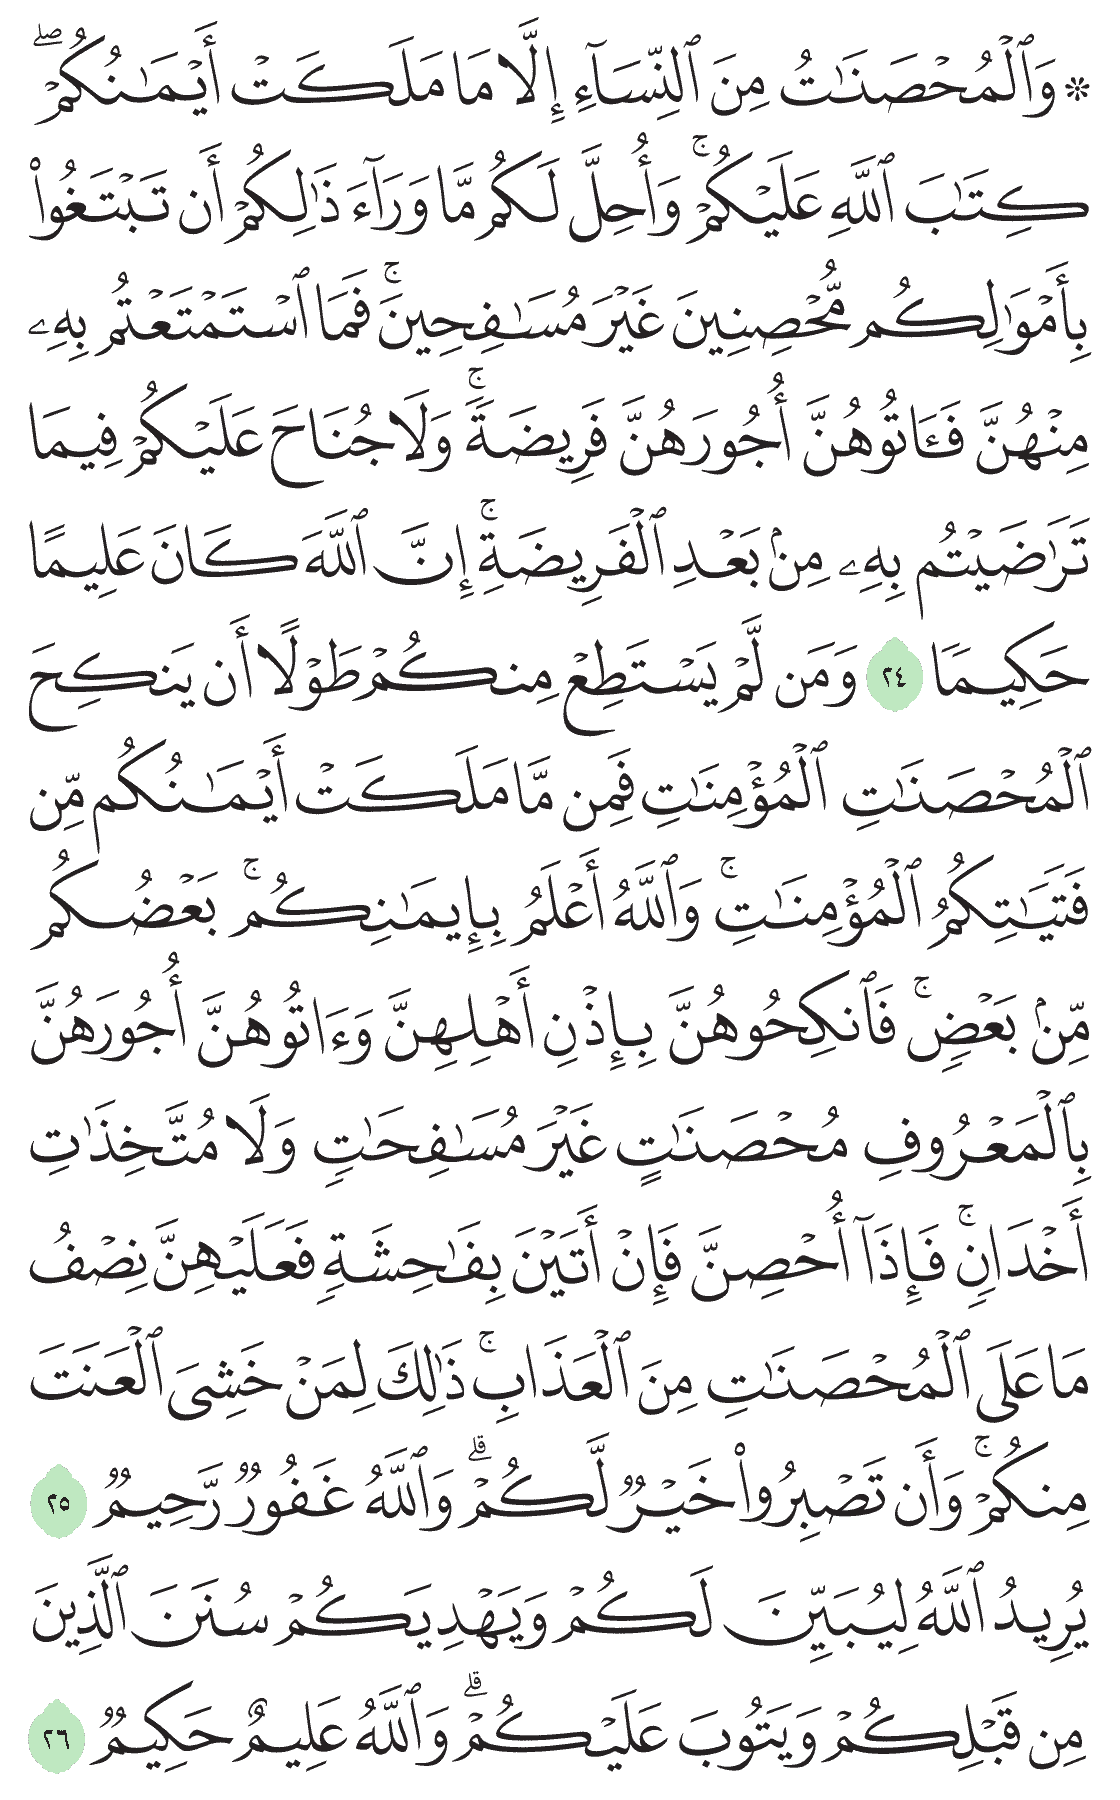 ۞ وَٱلۡمُحۡصَنَٰتُ مِنَ ٱلنِّسَآءِ إِلَّا مَا مَلَكَتۡ أَيۡمَٰنُكُمۡۖ
كِتَٰبَ ٱللَّهِ عَلَيۡكُمۡۚ وَأُحِلَّ لَكُم مَّا وَرَآءَ ذَٰلِكُمۡ أَن تَبۡتَغُواْ
بِأَمۡوَٰلِكُم مُّحۡصِنِينَ غَيۡرَ مُسَٰفِحِينَۚ فَمَا ٱسۡتَمۡتَعۡتُم بِهِۦ
مِنۡهُنَّ فَـَٔاتُوهُنَّ أُجُورَهُنَّ فَرِيضَةٗۚ وَلَا جُنَاحَ عَلَيۡكُمۡ فِيمَا
تَرَٰضَيۡتُم بِهِۦ مِنۢ بَعۡدِ ٱلۡفَرِيضَةِۚ إِنَّ ٱللَّهَ كَانَ عَلِيمًا
حَكِيمٗا ٢٤ وَمَن لَّمۡ يَسۡتَطِعۡ مِنكُمۡ طَوۡلًا أَن يَنكِحَ
ٱلۡمُحۡصَنَٰتِ ٱلۡمُؤۡمِنَٰتِ فَمِن مَّا مَلَكَتۡ أَيۡمَٰنُكُم مِّن
فَتَيَٰتِكُمُ ٱلۡمُؤۡمِنَٰتِۚ وَٱللَّهُ أَعۡلَمُ بِإِيمَٰنِكُمۚ بَعۡضُكُم
مِّنۢ بَعۡضٖۚ فَٱنكِحُوهُنَّ بِإِذۡنِ أَهۡلِهِنَّ وَءَاتُوهُنَّ أُجُورَهُنَّ
بِٱلۡمَعۡرُوفِ مُحۡصَنَٰتٍ غَيۡرَ مُسَٰفِحَٰتٖ وَلَا مُتَّخِذَٰتِ
أَخۡدَانٖۚ فَإِذَآ أُحۡصِنَّ فَإِنۡ أَتَيۡنَ بِفَٰحِشَةٖ فَعَلَيۡهِنَّ نِصۡفُ
مَا عَلَى ٱلۡمُحۡصَنَٰتِ مِنَ ٱلۡعَذَابِۚ ذَٰلِكَ لِمَنۡ خَشِيَ ٱلۡعَنَتَ
مِنكُمۡۚ وَأَن تَصۡبِرُواْ خَيۡرٞ لَّكُمۡۗ وَٱللَّهُ غَفُورٞ رَّحِيمٞ ٢٥
يُرِيدُ ٱللَّهُ لِيُبَيِّنَ لَكُمۡ وَيَهۡدِيَكُمۡ سُنَنَ ٱلَّذِينَ
مِن قَبۡلِكُمۡ وَيَتُوبَ عَلَيۡكُمۡۗ وَٱللَّهُ عَلِيمٌ حَكِيمٞ ٢٦